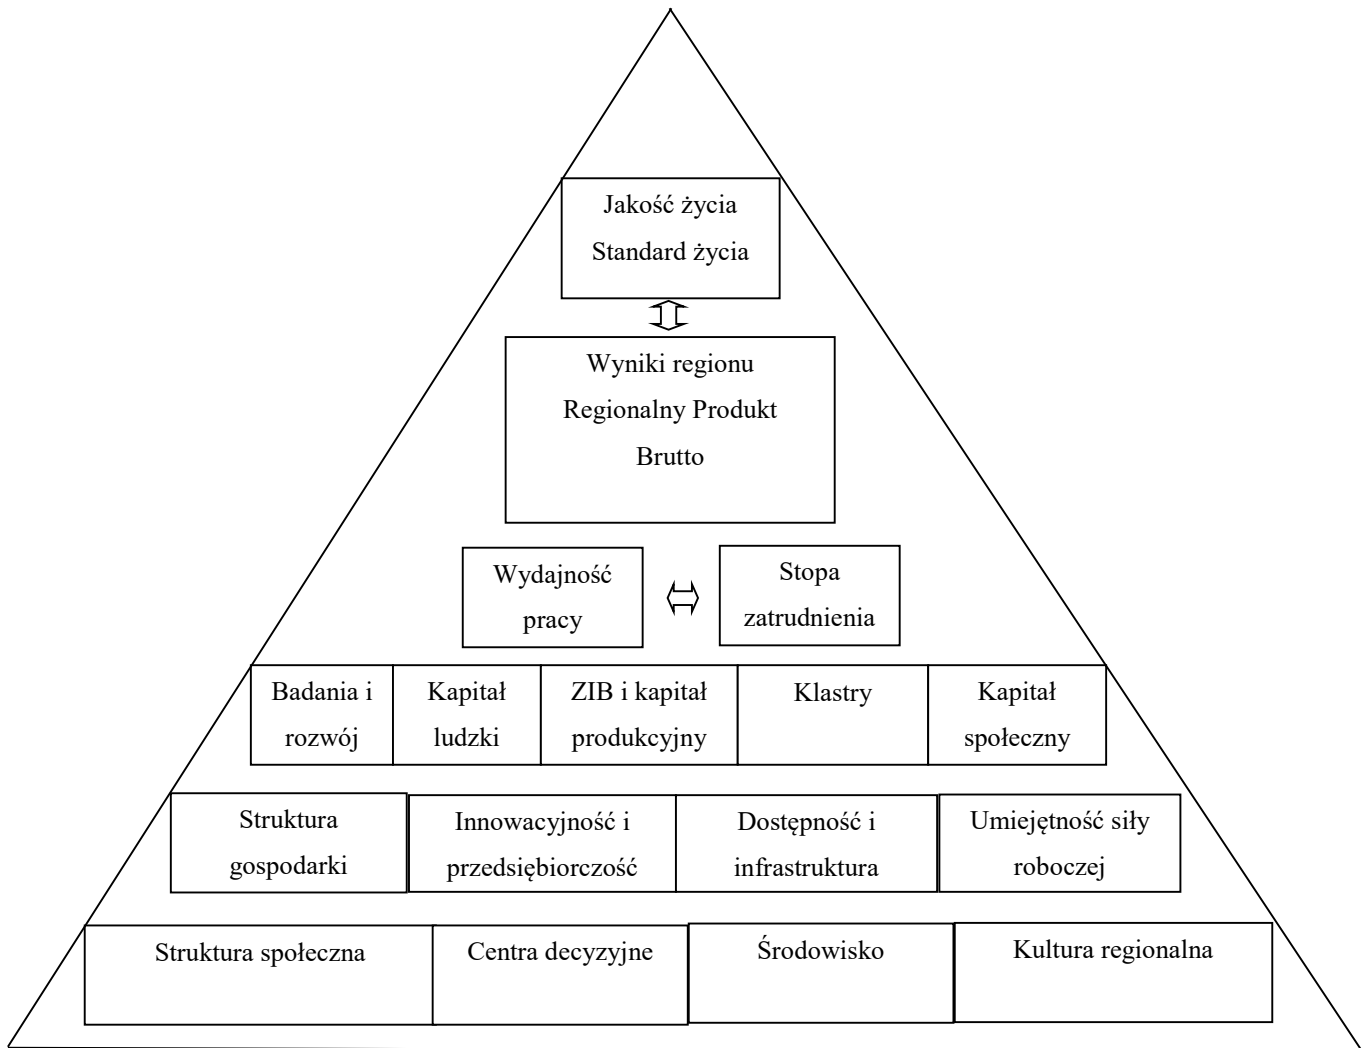 Jakość życia
Standard życia
Wyniki regionu
Regionalny Produkt
Brutto
Wydajność
pracy
Stopa
zatrudnienia
Badania i
rozwój
Kapitał
ludzki
ZIB i kapitał
produkcyjny
Klastry
Kapitał
społeczny
Struktura
gospodarki
Innowacyjność i
przedsiębiorczość
Dostępność i
infrastruktura
Umiejętność siły
roboczej
Struktura społeczna
Centra decyzyjne
Środowisko
Kultura regionalna